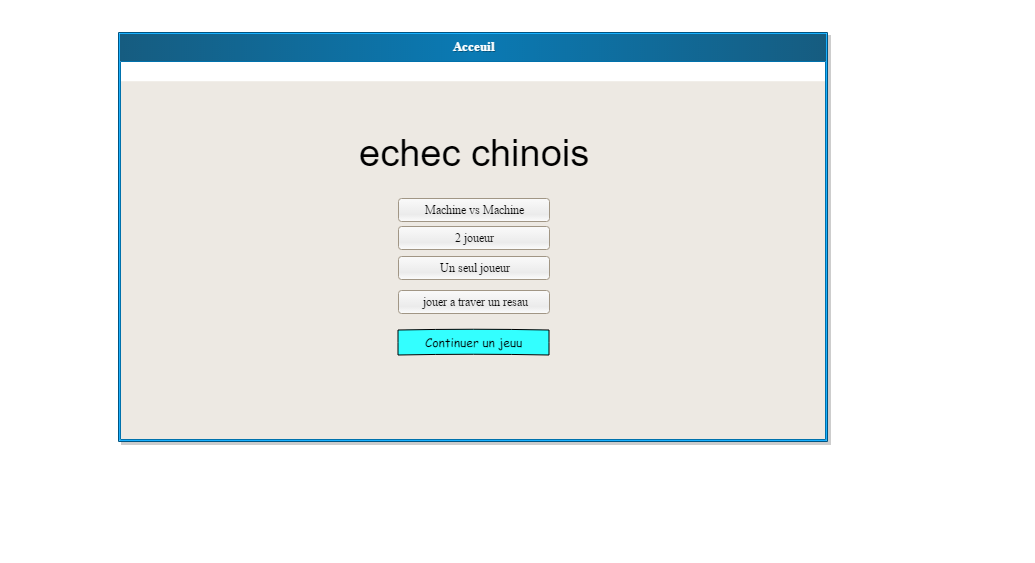 Acceuil
echec chinois
Machine vs Machine
2 joueur
Un seul joueur
jouer a traver un resau
Continuer un jeuu